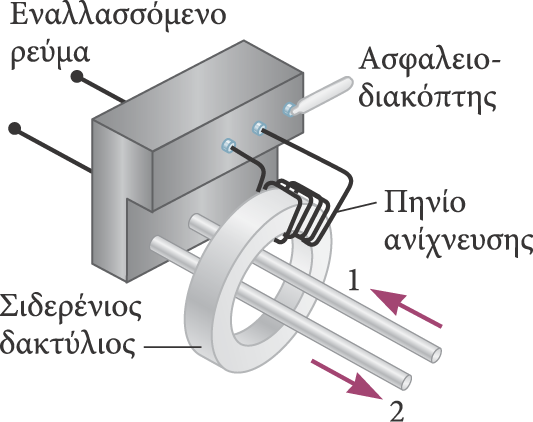 Εναλλασσόμενο
ρεύμα
Ασφαλειο-
διακόπτης
Πηνίο
ανίχνευσης
1
Σιδερένιος
δακτύλιος
2